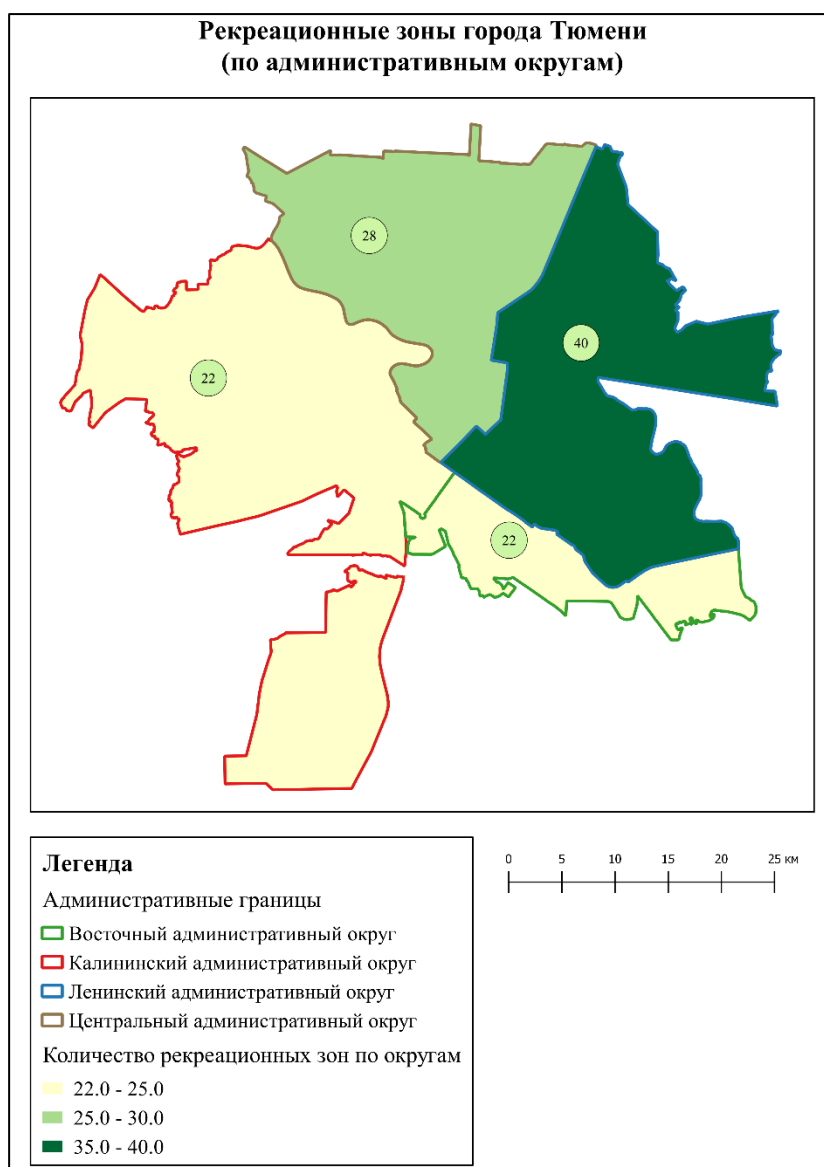 Рекреационные зоны города Тюмени
(по административным округам)
28
40
22
22
Легенда
Административные границы
Восточный административный округ
Калининский административный округ
Ленинский административный округ
Центральный административный округ
Количество рекреационных зон по округам
22.0 - 25.0
25.0 - 30.0
35.0 - 40.0
0 5 10 15 20 25 км